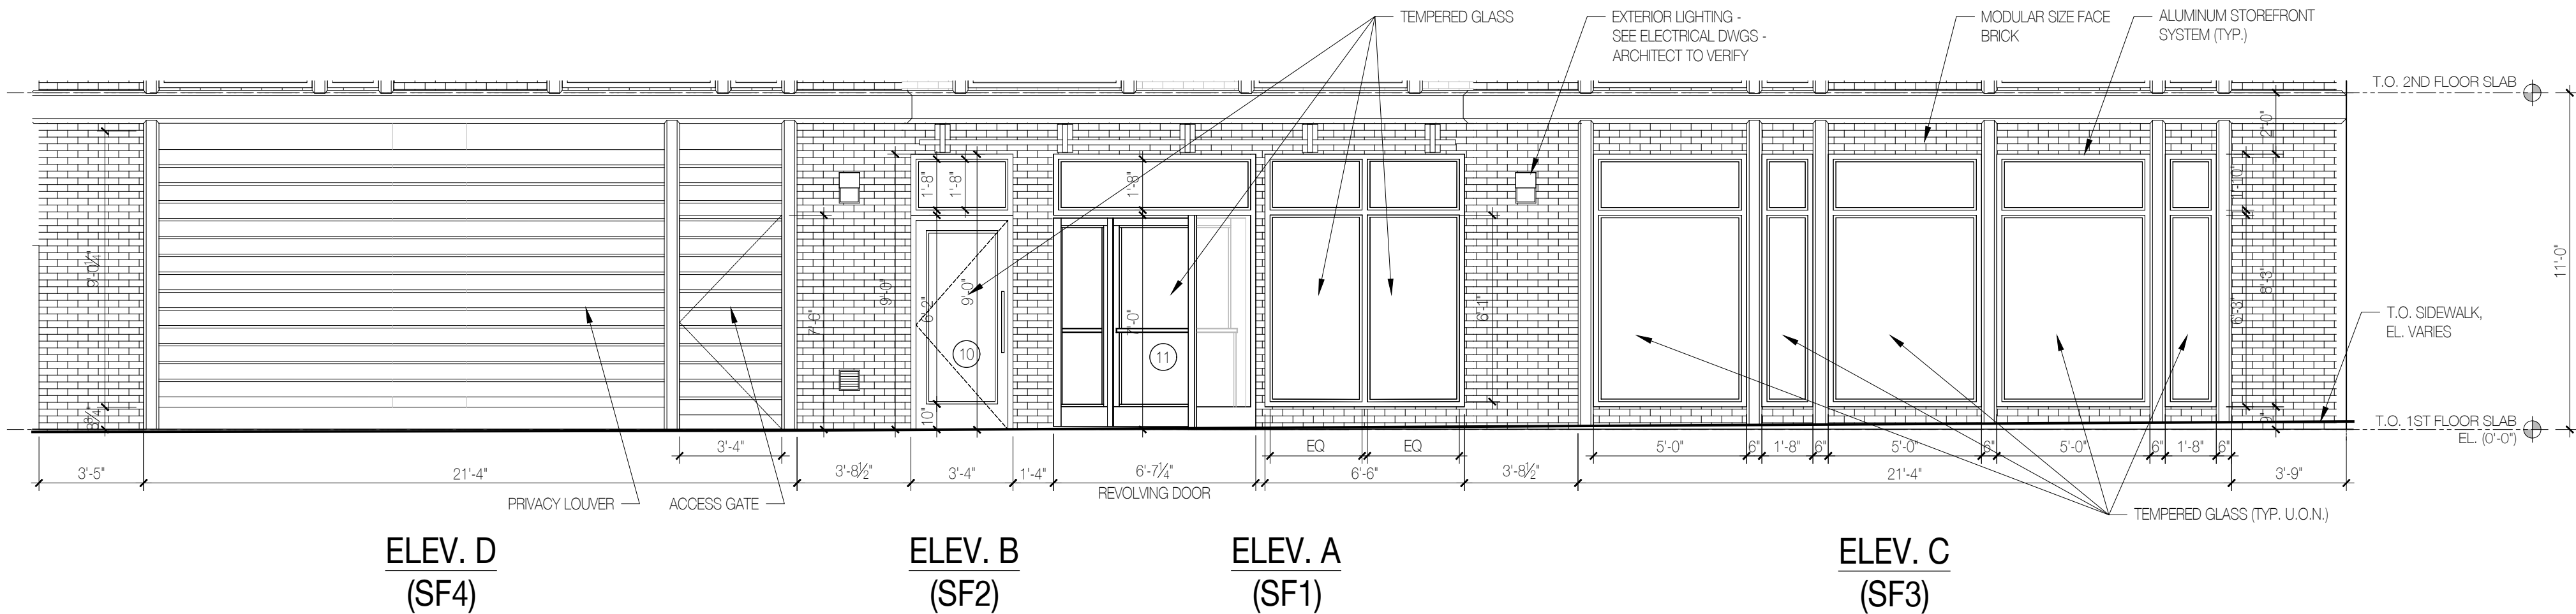 TEMPERED GLASS
EXTERIOR LIGHTING -
SEE ELECTRICAL DWGS -
ARCHITECT TO VERIFY
MODULAR SIZE FACE
BRICK
ALUMINUM STOREFRONT
SYSTEM (TYP.)
T.O. 2ND FLOOR SLAB
2'-0"
1'-8"
1'-8"
1'-8"
1'-10"
9'-0¼"
9'-0"
6'-2"
9'-0"
7'-0"
6'-1"
6'-3"
8'-3"
11'-0"
T.O. SIDEWALK,
EL. VARIES
10
11
10"
T.O. 1ST FLOOR SLAB
EL. (0'-0")
3'-4"
EQ
EQ
5'-0"
6"
1'-8"
6"
5'-0"
6"
5'-0"
6"
1'-8"
6"
3'-5"
21'-4"
3'-8½"
3'-4"
1'-4"
6'-7¼"
6'-6"
3'-8½"
21'-4"
3'-9"
REVOLVING DOOR
PRIVACY LOUVER
ACCESS GATE
TEMPERED GLASS (TYP. U.O.N.)
ELEV. D
(SF4)
ELEV. B
(SF2)
ELEV. A
(SF1)
ELEV. C
(SF3)